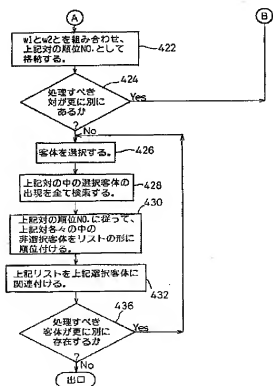 A
B
w1とw2とを組み合わせ、
上記対の順位NO.として
格納する。
422
424
処理すべき
対が更に別に
あるか
?
Yes
No
客体を選択する。
426
上記対の中の選択客体の
出現を全て検索する。
428
430
上記対の順位NO.に従って、
上記対各々の中の
非選択客体をリストの形に
順位付ける。
上記リストを上記選択客体に
関連付ける。
432
436
処理すべき
客体が更に別に
存在するか
?
Yes
No
出口